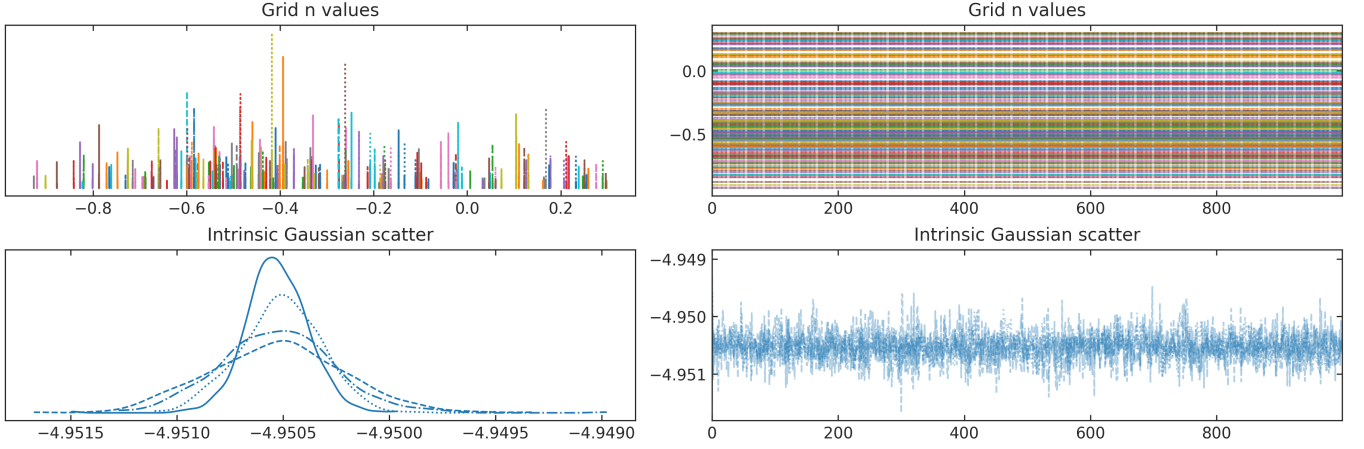 Grid n values
−0.8 −0.6 −0.4 −0.2 0.0 0.2
Grid n values
0.0
−0.5
0 200 400 600 800
Intrinsic Gaussian scatter
−4.9515 −4.9510 −4.9505 −4.9500 −4.9495 −4.9490
Intrinsic Gaussian scatter
−4.949
−4.950
−4.951
0 200 400 600 800